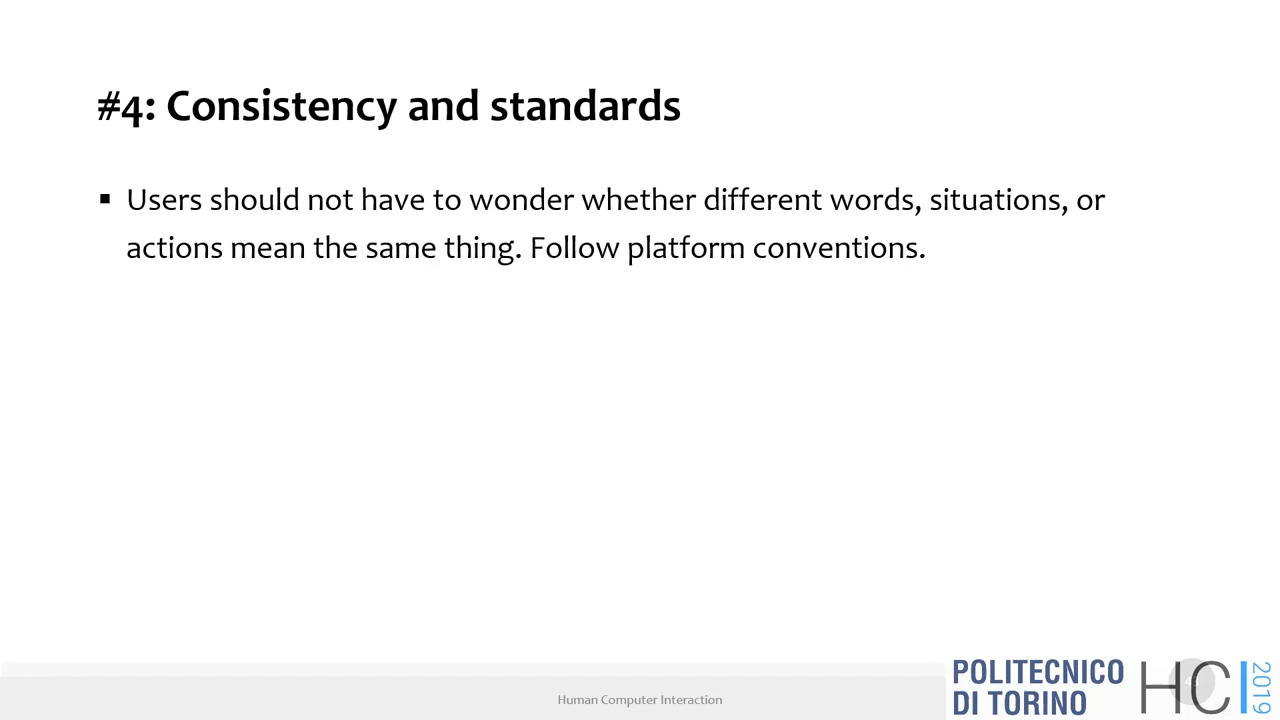 #4: Consistency and standards
▪ Users should not have to wonder whether different words, situations, or
actions mean the same thing. Follow platform conventions.
Human Computer Interaction
POLITECNICO
DI TORINO
HCI
2019